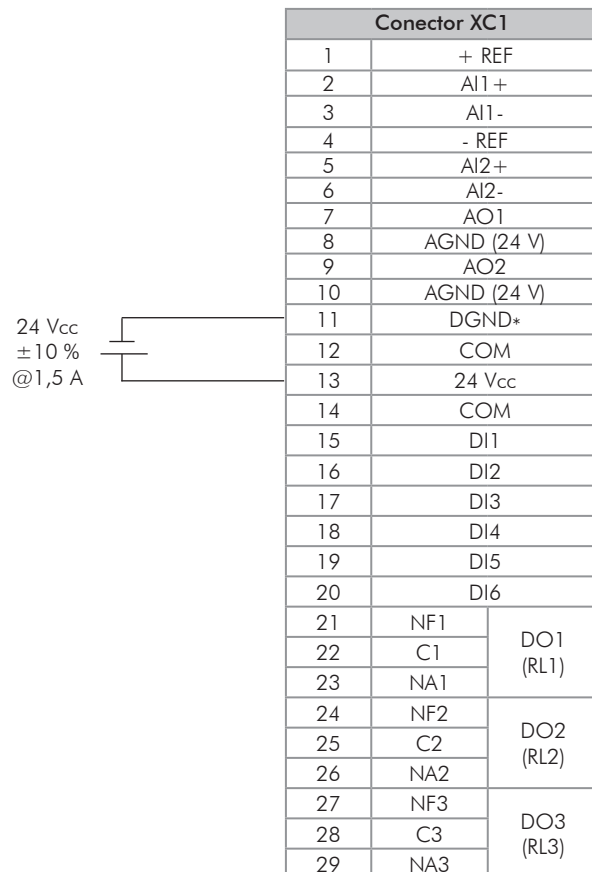 Conector XC1
1 + REF
2 AI1+
3 AI1-
4 - REF
5 AI2+
6 AI2-
7 AO1
8 AGND (24 V)
9 AO2
10 AGND (24 V)
11 DGND*
12 COM
13 24 Vcc
14 COM
15 DI1
16 DI2
17 DI3
18 DI4
19 DI5
20 DI6
21 NF1
22 C1
23 NA1
DO1
(RL1)
24 NF2
25 C2
26 NA2
DO2
(RL2)
27 NF3
28 C3
29 NA3
DO3
(RL3)
24 Vcc
±10 %
@1,5 A